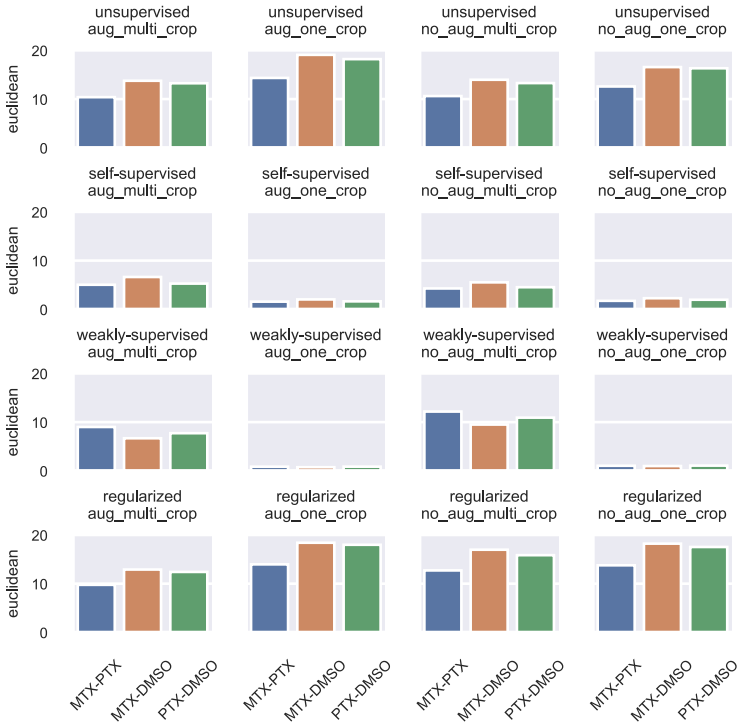 unsupervised
aug_multi_crop
unsupervised
aug_one_crop
unsupervised
no_aug_multi_crop
unsupervised
no_aug_one_crop
euclidean
20
10
0
self-supervised
aug_multi_crop
self-supervised
aug_one_crop
self-supervised
no_aug_multi_crop
self-supervised
no_aug_one_crop
euclidean
20
10
0
weakly-supervised
aug_multi_crop
weakly-supervised
aug_one_crop
weakly-supervised
no_aug_multi_crop
weakly-supervised
no_aug_one_crop
euclidean
20
10
0
regularized
aug_multi_crop
regularized
aug_one_crop
regularized
no_aug_multi_crop
regularized
no_aug_one_crop
euclidean
20
10
0
MTX-PTX
MTX-DMSO
PTX-DMSO
MTX-PTX
MTX-DMSO
PTX-DMSO
MTX-PTX
MTX-DMSO
PTX-DMSO
MTX-PTX
MTX-DMSO
PTX-DMSO